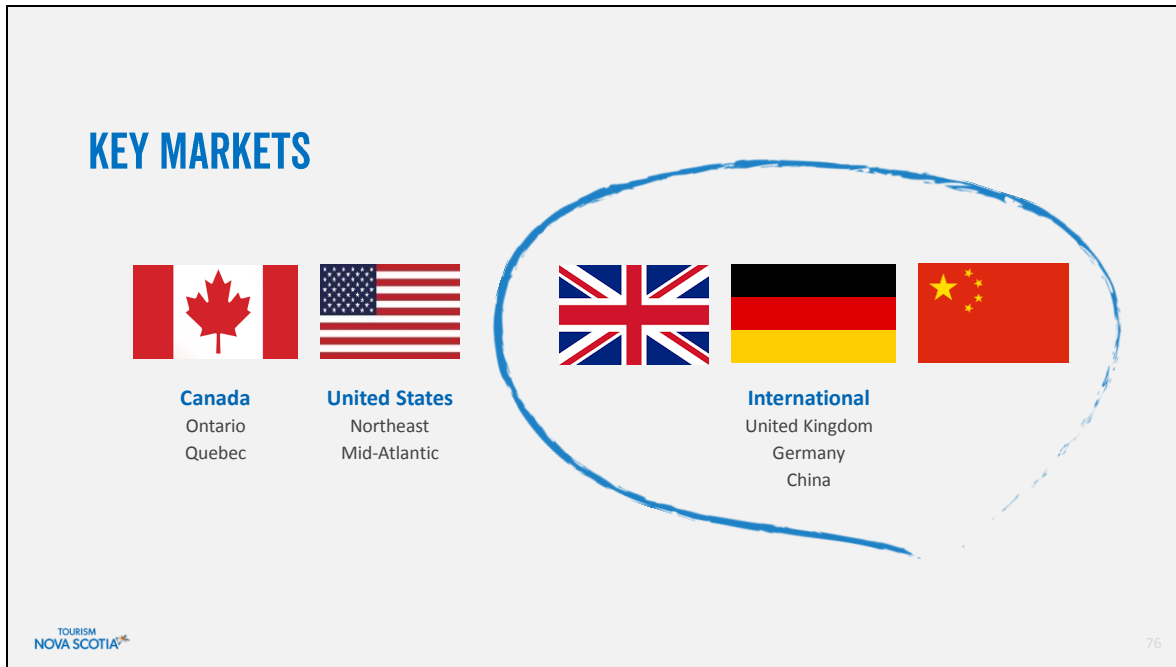 KEY MARKETS
Canada
Ontario
Quebec
United States
Northeast
Mid-Atlantic
International
United Kingdom
Germany
China
TOURISM
NOVA SCOTIA
76